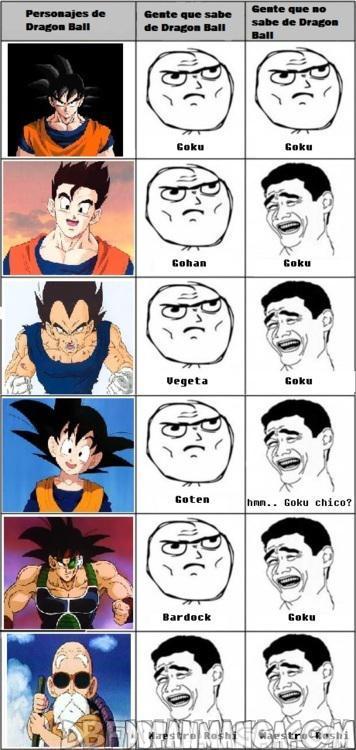 Personajes de
Dragon Ball
Gente que sabe
de Dragon Ball
Gente que no
sabe de Dragon
Ball
Goku
Goku
Gohan
Goku
Vegeta
Goku
Goten
hmm.. Goku chico?
Bardock
Goku
Maestro Roshi
Maestro Roshi